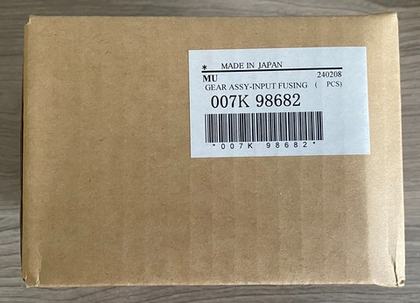 * MADE IN JAPAN
MU 240208
GEAR ASSY-INPUT FUSING ( PCS)
007K 98682
*007K 98682*